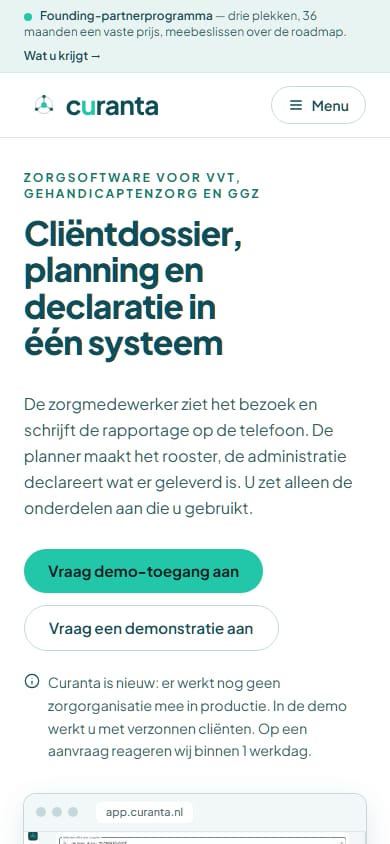 Founding-partnerprogramma — drie plekken, 36
maanden een vaste prijs, meebeslissen over de roadmap.
Wat u krijgt →
curanta
Menu
ZORGSOFTWARE VOOR VVT,
GEHANDICAPTENZORG EN GGZ
Cliëntdossier,
planning en
declaratie in
één systeem
De zorgmedewerker ziet het bezoek en
schrijft de rapportage op de telefoon. De
planner maakt het rooster, de administratie
declareert wat er geleverd is. U zet alleen de
onderdelen aan die u gebruikt.
Vraag demo-toegang aan
Vraag een demonstratie aan
Curanta is nieuw: er werkt nog geen
zorgorganisatie mee in productie. In de demo
werkt u met verzonnen cliënten. Op een
aanvraag reageren wij binnen 1 werkdag.
app.curanta.nl